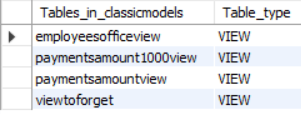 Tables_in_classicmodels Table_type
employeesofficeview VIEW
paymentsamount1000view VIEW
paymentsamountview VIEW
viewtoforget VIEW